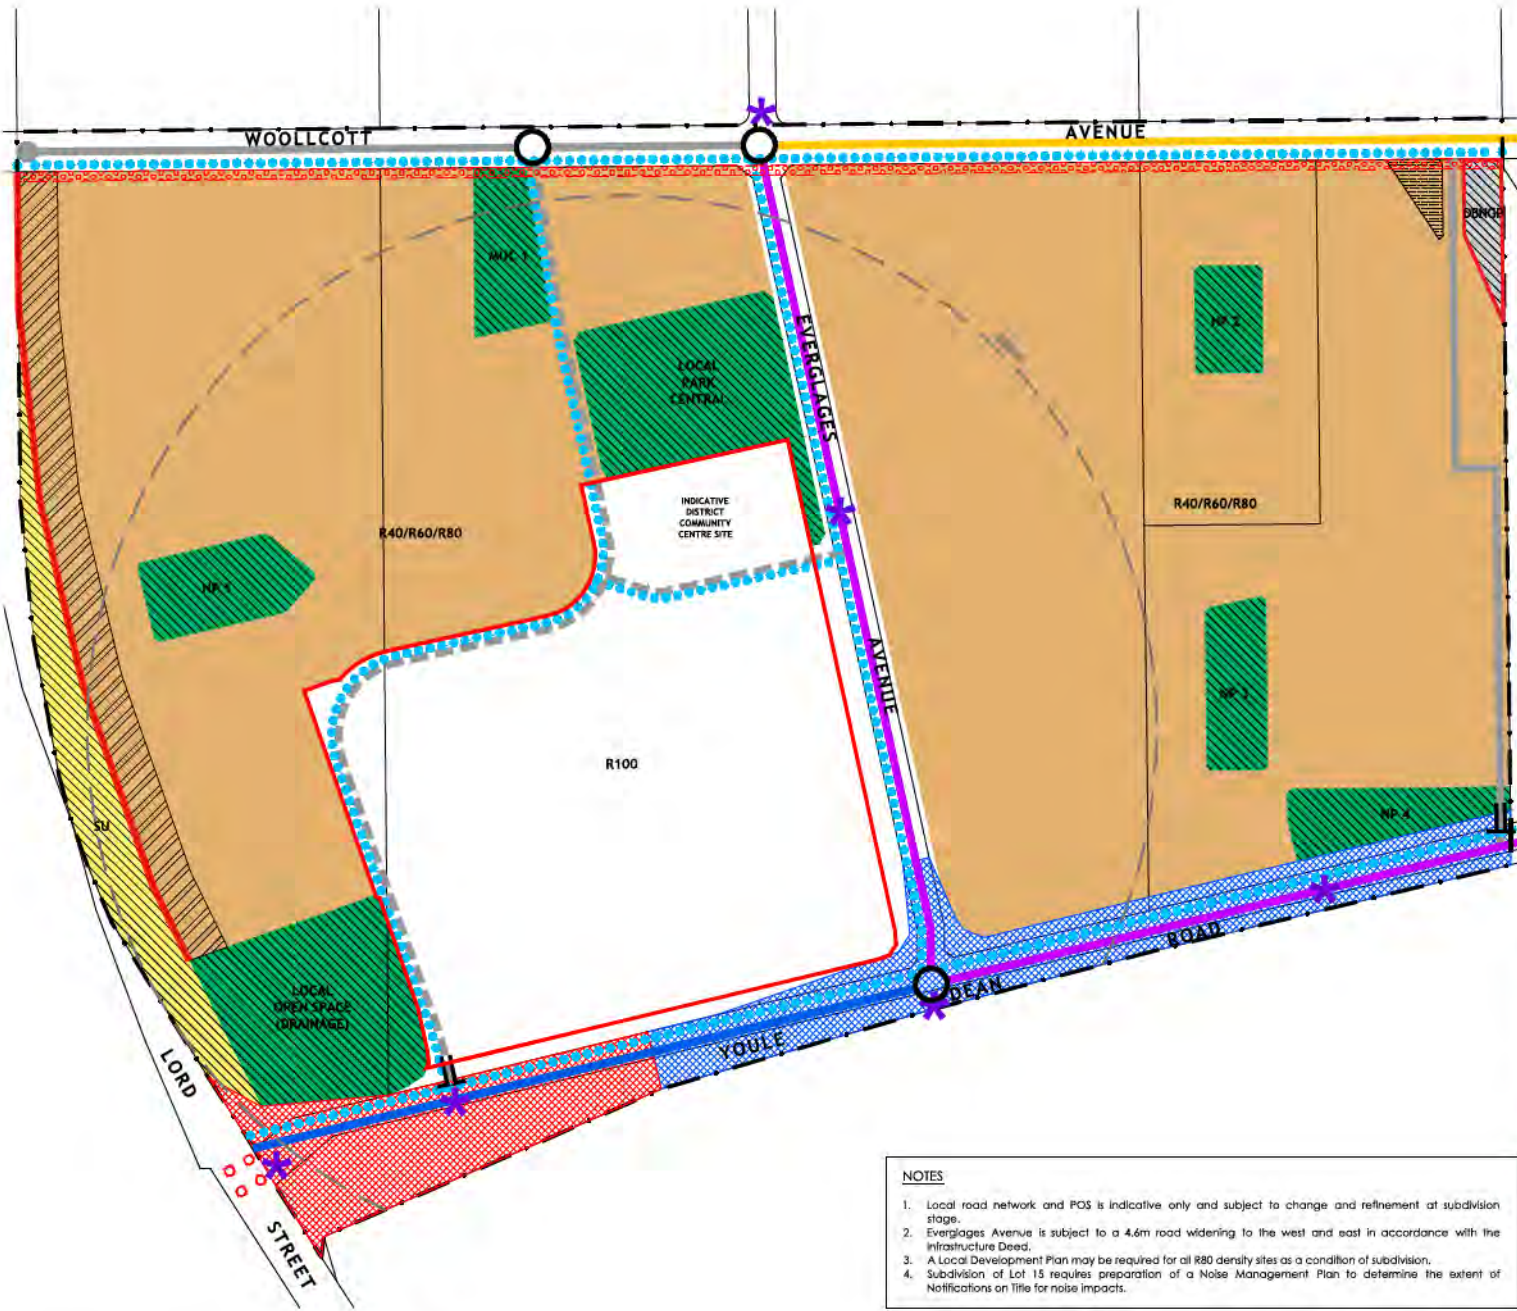 WOOLLCOTT
AVENUE
MUC 1
DBNGP
NP 2
LOCAL
PARK
CENTRAL
EVERGLAGES
INDICATIVE
DISTRICT
COMMUNITY
CENTRE SITE
R40/R60/R80
R40/R60/R80
NP 1
AVENUE
NP 3
R100
SU
NP 4
ROAD
DEAN
YOULE
LOCAL
OPEN SPACE
(DRAINAGE)
LORD
STREET
NOTES
1. Local road network and POS is indicative only and subject to change and refinement at subdivision
stage.
2. Everglages Avenue is subject to a 4.6m road widening to the west and east in accordance with the
Infrastructure Deed.
3. A Local Development Plan may be required for all R80 density sites as a condition of subdivision.
4. Subdivision of Lot 15 requires preparation of a Noise Management Plan to determine the extent of
Notifications on Title for noise impacts.